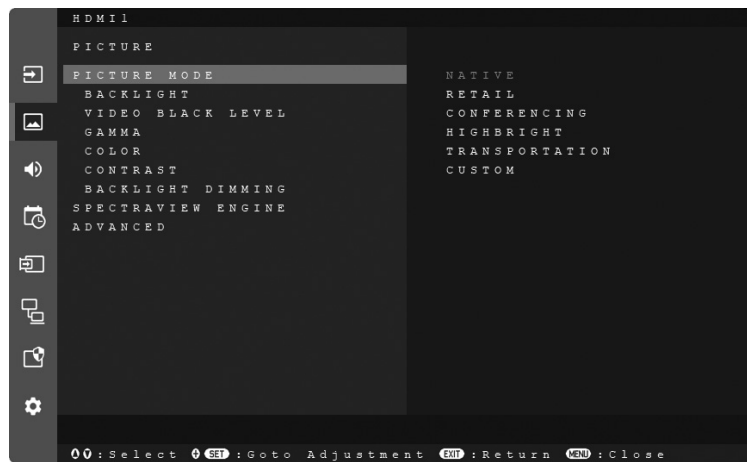 HDMI1
PICTURE
PICTURE MODE
BACKLIGHT
VIDEO BLACK LEVEL
GAMMA
COLOR
CONTRAST
BACKLIGHT DIMMING
SPECTRAVIEW ENGINE
ADVANCED
NATIVE
RETAIL
CONFERENCING
HIGHBRIGHT
TRANSPORTATION
CUSTOM
:Select SET :Goto Adjustment EXIT :Return MENU :Close